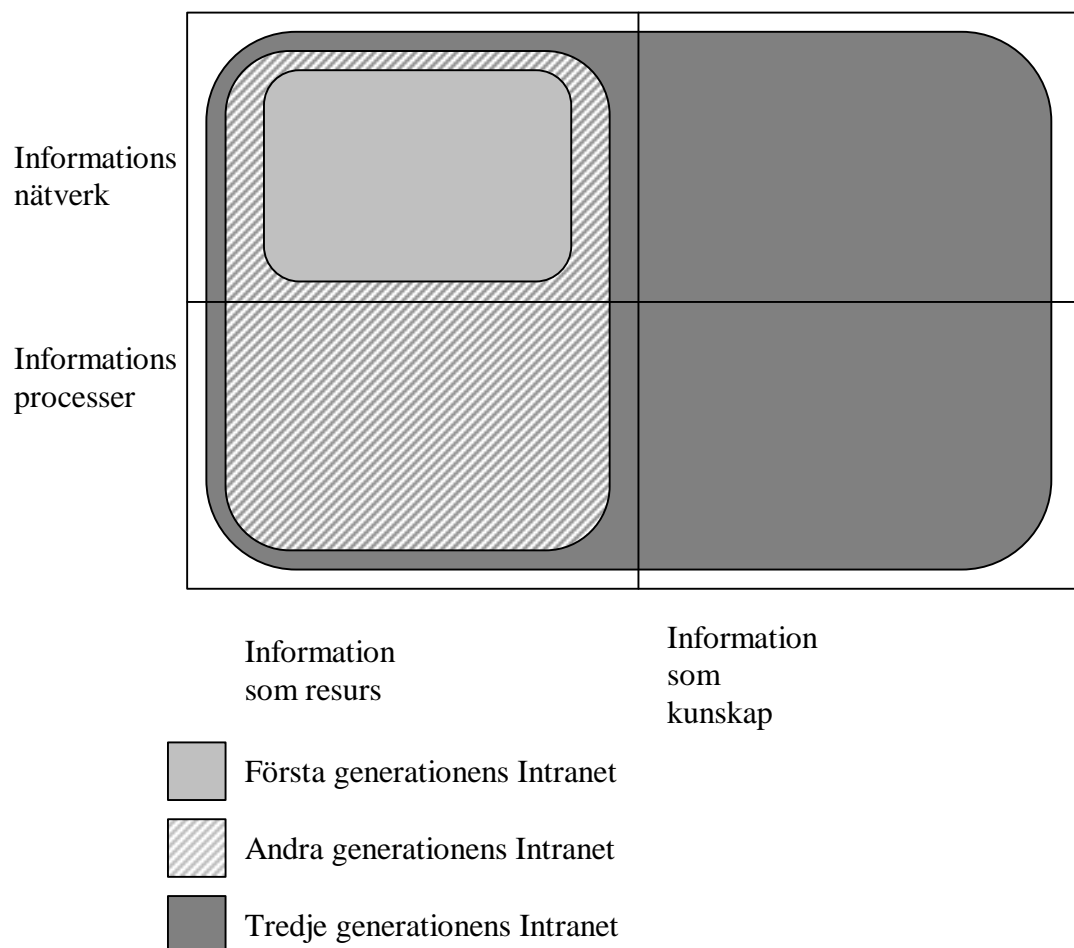 Informations
nätverk
Informations
processer
Information
som resurs
Information
som
kunskap
Första generationens Intranet
Andra generationens Intranet
Tredje generationens Intranet